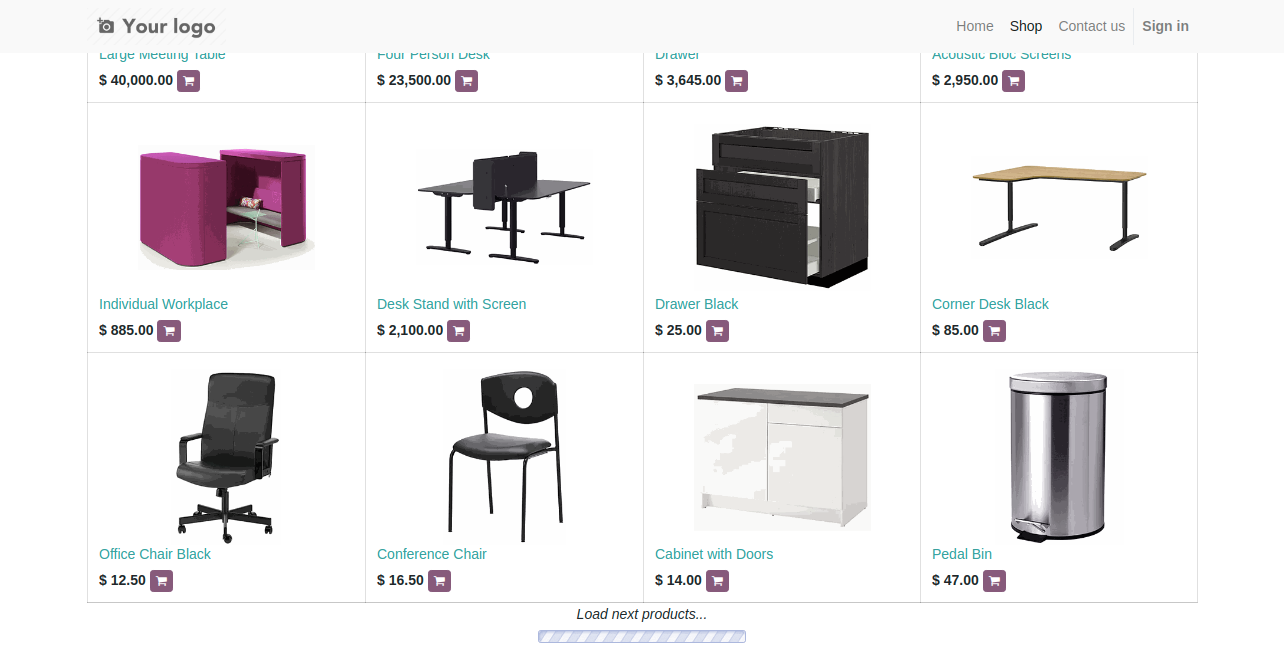 Your logo
Home Shop Contact us Sign in
Large Meeting Table Four Person Desk Drawer Acoustic Bloc Screens
$ 40,000.00 $ 23,500.00 $ 3,645.00 $ 2,950.00
Individual Workplace Desk Stand with Screen Drawer Black Corner Desk Black
$ 885.00 $ 2,100.00 $ 25.00 $ 85.00
Office Chair Black Conference Chair Cabinet with Doors Pedal Bin
$ 12.50 $ 16.50 $ 14.00 $ 47.00
Load next products...